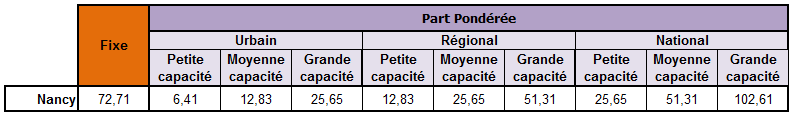 Part Pondérée
Fixe
Urbain Régional National
Petite capacité Moyenne capacité Grande capacité Petite capacité Moyenne capacité Grande capacité Petite capacité Moyenne capacité Grande capacité
Nancy 72,71 6,41 12,83 25,65 12,83 25,65 51,31 25,65 51,31 102,61